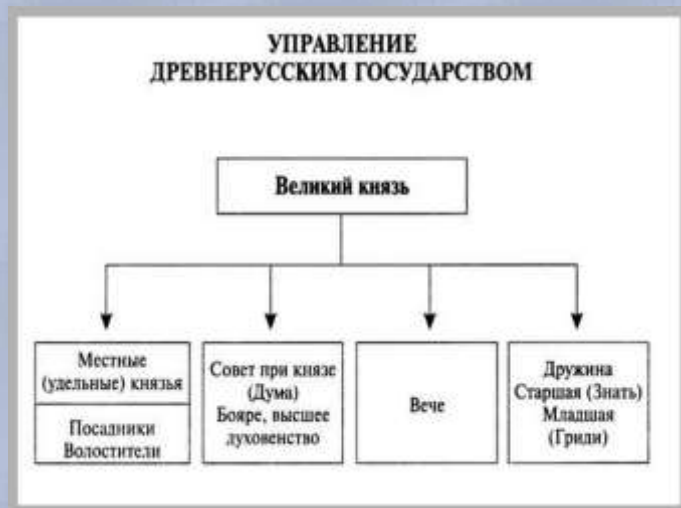 УПРАВЛЕНИЕ
ДРЕВНЕРУССКИМ ГОСУДАРСТВОМ
Великий князь
Местные
(удельные) князья
Посадники
Волостители
Совет при князе
(Дума)
Бояре, высшее
духовенство
Вече
Дружина
Старшая (Знать)
Младшая
(Гриди)